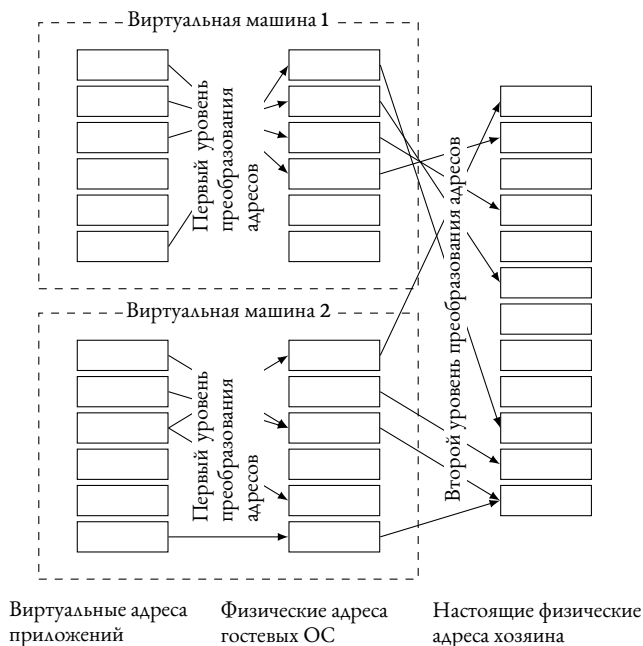 Виртуальная машина 1
Первый уровень
преобразования
адресов
Второй уровень преобразования адресов
Виртуальная машина 2
Первый уровень
преобразования
адресов
Виртуальные адреса
приложений
Физические адреса
гостевых ОС
Настоящие физические
адреса хозяина